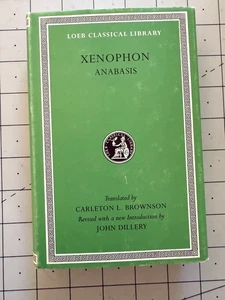 LOEB CLASSICAL LIBRARY
XENOPHON
ANABASIS
Translated by
CARLETON L. BROWNSON
Revised with a new Introduction by
JOHN DILLERY